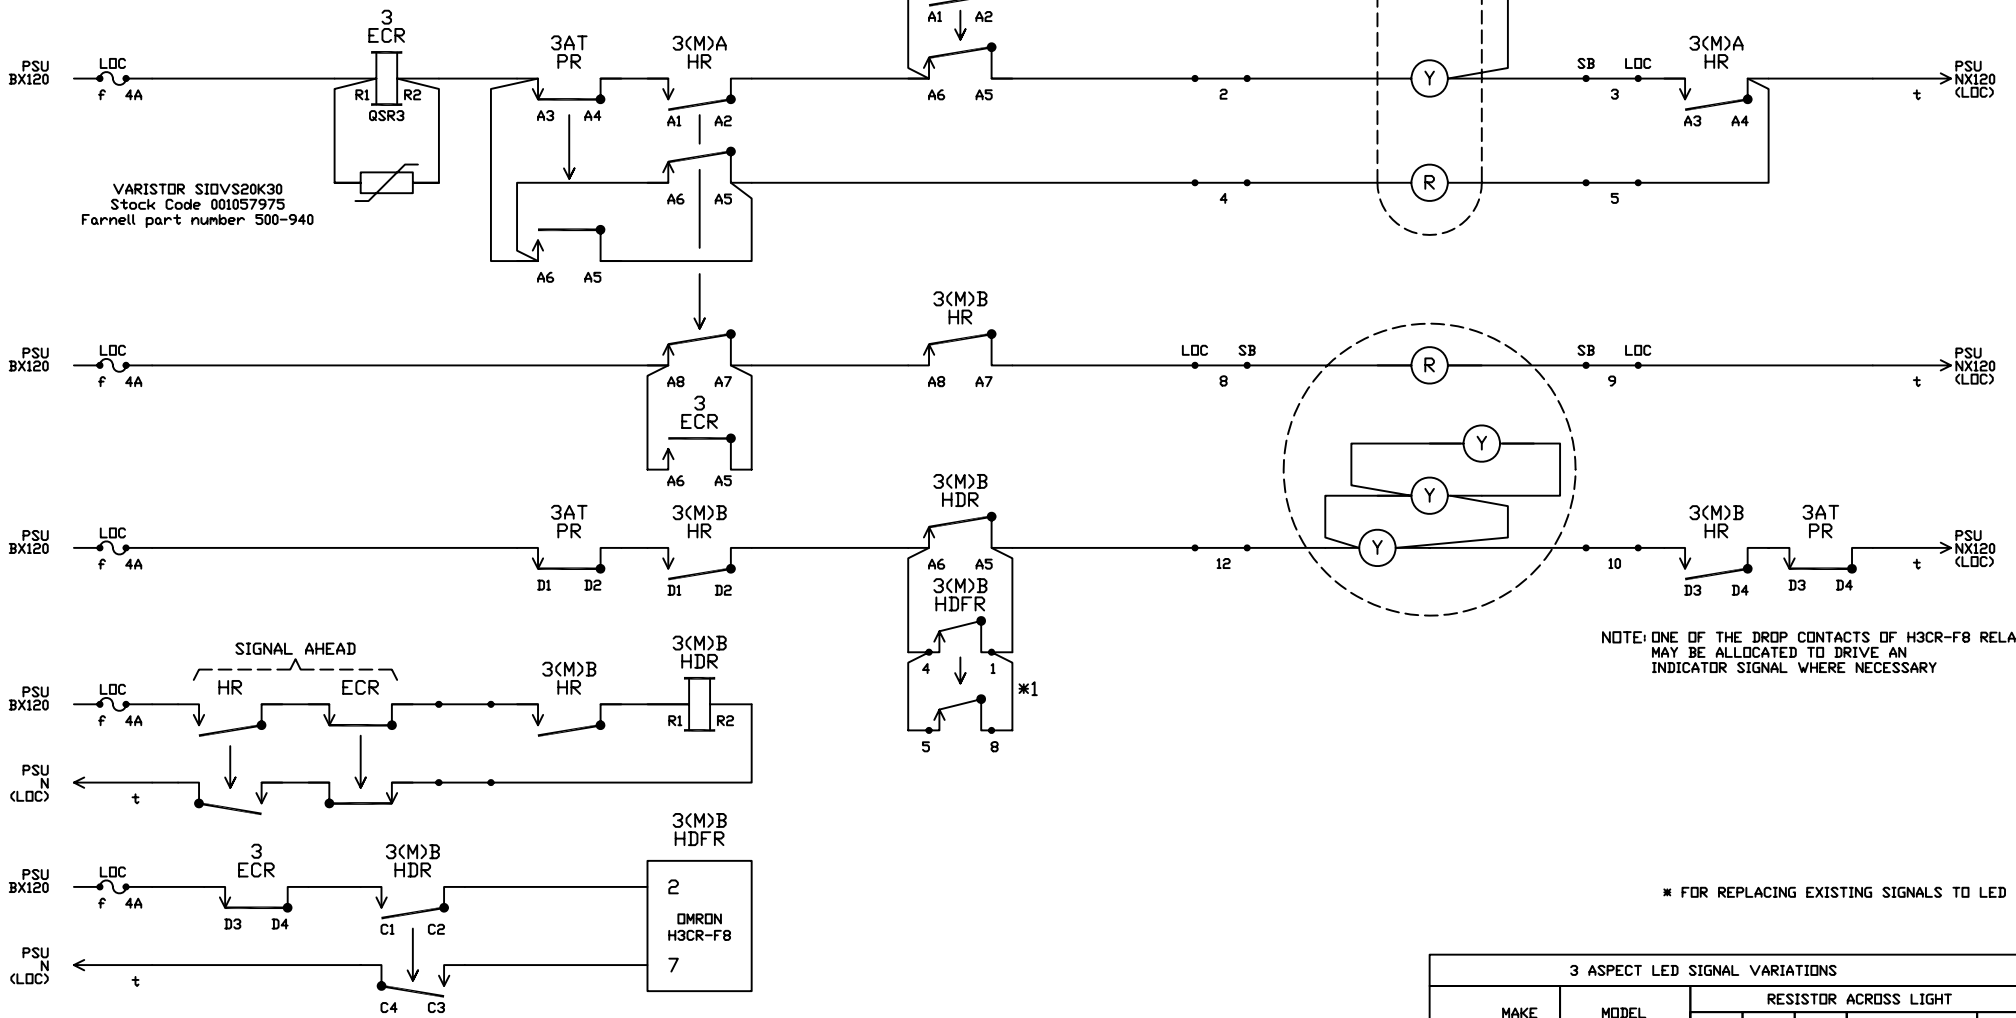 A1 A2
3
ECR
3AT
PR
3(M)A
HR
3(M)A
HR
PSU
BX120
LOC
f 4A
R1 R2
QSR3
A3 A4
A1 A2
A6 A5
2
Y
SB LOC
3
A3 A4
t
PSU
NX120
(LOC)
VARISTOR SIOVS20K30
Stock Code 001057975
Farnell part number 500-940
A6 A5
4
R
5
A6 A5
3(M)B
HR
PSU
BX120
LOC
f 4A
A8 A7
A8 A7
LOC SB
8
R
SB LOC
9
t
PSU
NX120
(LOC)
3
ECR
A6 A5
Y
Y
3(M)B
HDR
3AT
PR
3(M)B
HR
3(M)B
HR
3AT
PR
PSU
BX120
LOC
f 4A
D1 D2
D1 D2
A6 A5
12
Y
10
D3 D4
D3 D4
t
PSU
NX120
(LOC)
3(M)B
HDFR
4 1
*1
5 8
NOTE: ONE OF THE DROP CONTACTS OF H3CR-F8 RELA
MAY BE ALLOCATED TO DRIVE AN
INDICATOR SIGNAL WHERE NECESSARY
SIGNAL AHEAD
HR ECR
3(M)B
HR
3(M)B
HDR
PSU
BX120
LOC
f 4A
R1 R2
PSU
N
(LOC)
t
3(M)B
HDFR
3
ECR
3(M)B
HDR
PSU
BX120
LOC
f 4A
D3 D4
C1 C2
2
OMRON
H3CR-F8
7
PSU
N
(LOC)
t
C4 C3
* FOR REPLACING EXISTING SIGNALS TO LED
3 ASPECT LED SIGNAL VARIATIONS
RESISTOR ACROSS LIGHT
MAKE MODEL